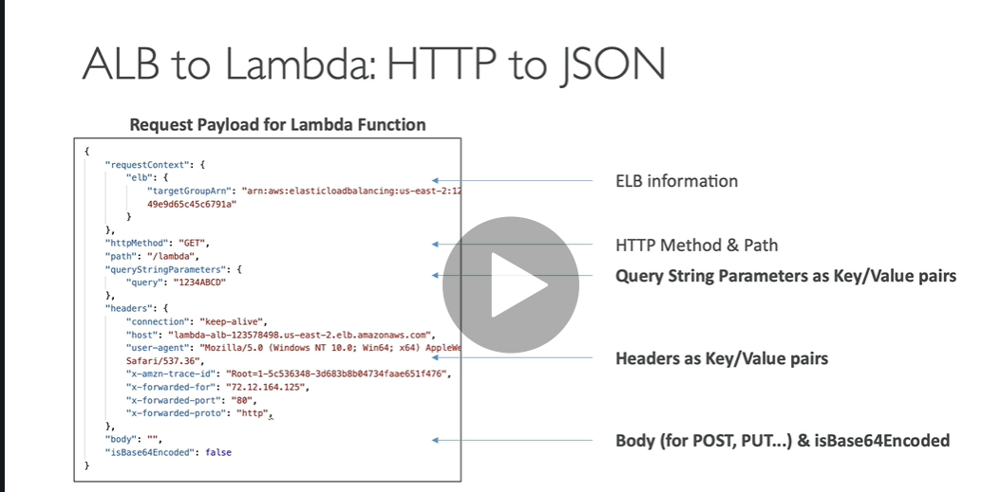 ALB to Lambda: HTTP to JSON
Request Payload for Lambda Function
{
"requestContext": {
"elb": {
"targetGroupArn": "arn:aws:elasticloadbalancing:us-east-2:12
49e9d65c45c6791a"
}
},
"httpMethod": "GET",
"path": "/lambda",
"queryStringParameters": {
"query": "1234ABCD"
},
"headers": {
"connection": "keep-alive",
"host": "lambda-alb-123578498.us-east-2.elb.amazonaws.com",
"user-agent": "Mozilla/5.0 (Windows NT 10.0; Win64; x64) AppleWe
Safari/537.36",
"x-amzn-trace-id": "Root=1-5c536348-3d683b8b04734faae651f476",
"x-forwarded-for": "72.12.164.125",
"x-forwarded-port": "80",
"x-forwarded-proto": "http",
},
"body": "",
"isBase64Encoded": false
}
ELB information
HTTP Method & Path
Query String Parameters as Key/Value pairs
Headers as Key/Value pairs
Body (for POST, PUT...) & isBase64Encoded